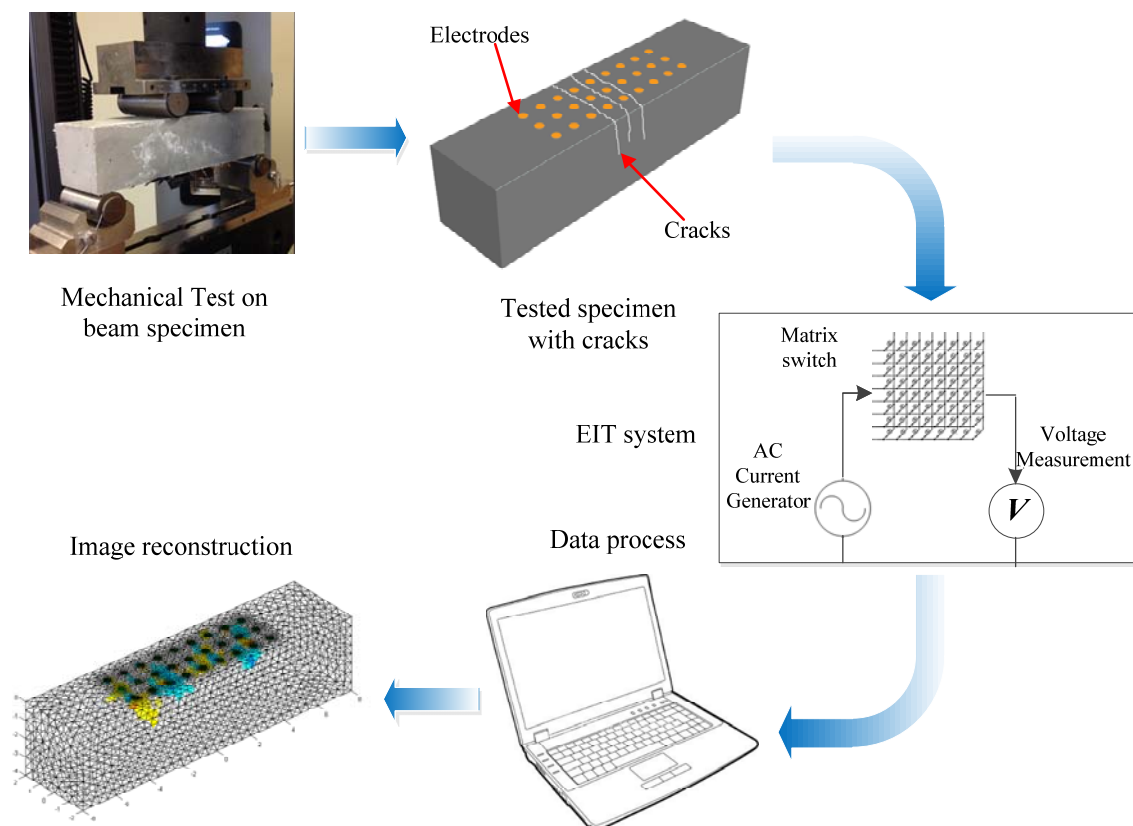 Electrodes
Cracks
Mechanical Test on
beam specimen
Tested specimen
with cracks
Matrix
switch
EIT system
AC
Current
Generator
Voltage
Measurement
V
Image reconstruction
Data process